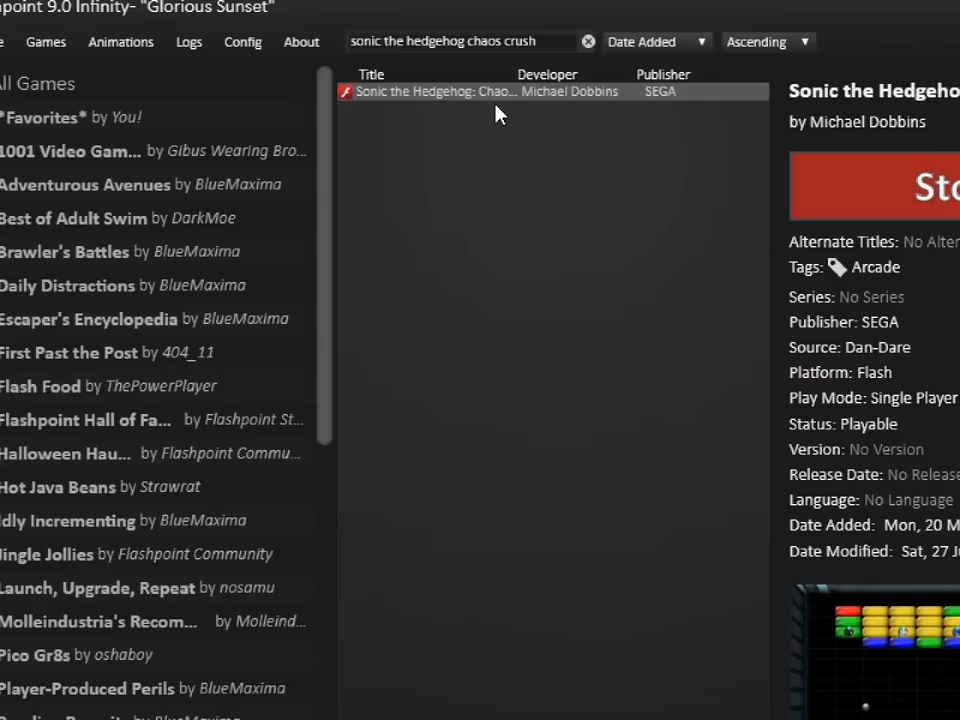 point 9.0 Infinity- "Glorious Sunset"
Games Animations Logs Config About sonic the hedgehog chaos crush Date Added Ascending
All Games
*Favorites* by You!
1001 Video Gam... by Gibus Wearing Bro...
Adventurous Avenues by BlueMaxima
Best of Adult Swim by DarkMoe
Brawler's Battles by BlueMaxima
Daily Distractions by BlueMaxima
Escaper's Encyclopedia by BlueMaxima
First Past the Post by 404_11
Flash Food by ThePowerPlayer
Flashpoint Hall of Fa... by Flashpoint St...
Halloween Hau... by Flashpoint Commu...
Hot Java Beans by Strawrat
Idly Incrementing by BlueMaxima
Jingle Jollies by Flashpoint Community
Launch, Upgrade, Repeat by nosamu
Molleindustria's Recom... by Molleind...
Pico Gr8s by oshaboy
Player-Produced Perils by BlueMaxima
Title Developer Publisher
Sonic the Hedgehog: Chao... Michael Dobbins SEGA
Sonic the Hedgeho
by Michael Dobbins
Sto
Alternate Titles: No Alter
Tags: Arcade
Series: No Series
Publisher: SEGA
Source: Dan-Dare
Platform: Flash
Play Mode: Single Player
Status: Playable
Version: No Version
Release Date: No Release
Language: No Language
Date Added: Mon, 20 M
Date Modified: Sat, 27 J